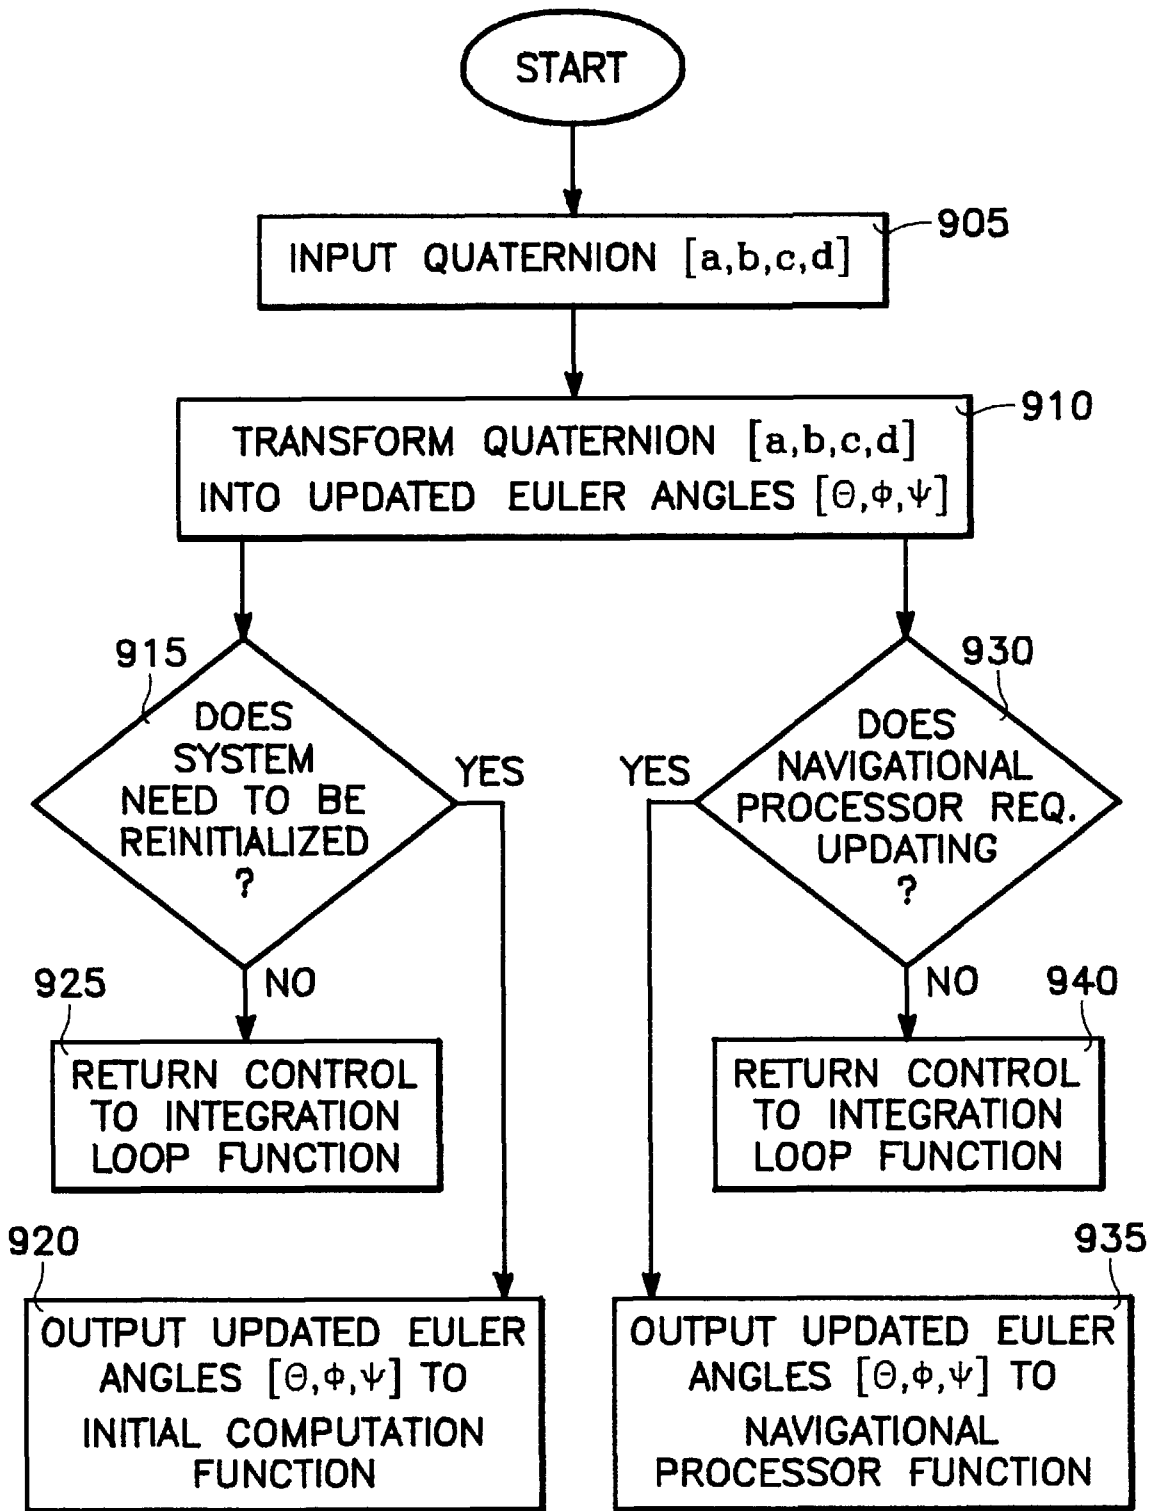 START
905
INPUT QUATERNION [a,b,c,d]
910
TRANSFORM QUATERNION [a,b,c,d]
INTO UPDATED EULER ANGLES [Θ,Φ,Ψ]
915
DOES
SYSTEM
NEED TO BE
REINITIALIZED
?
YES
NO
930
DOES
NAVIGATIONAL
PROCESSOR REQ.
UPDATING
?
YES
NO
925
RETURN CONTROL
TO INTEGRATION
LOOP FUNCTION
940
RETURN CONTROL
TO INTEGRATION
LOOP FUNCTION
920
OUTPUT UPDATED EULER
ANGLES [Θ,Φ,Ψ] TO
INITIAL COMPUTATION
FUNCTION
935
OUTPUT UPDATED EULER
ANGLES [Θ,Φ,Ψ] TO
NAVIGATIONAL
PROCESSOR FUNCTION